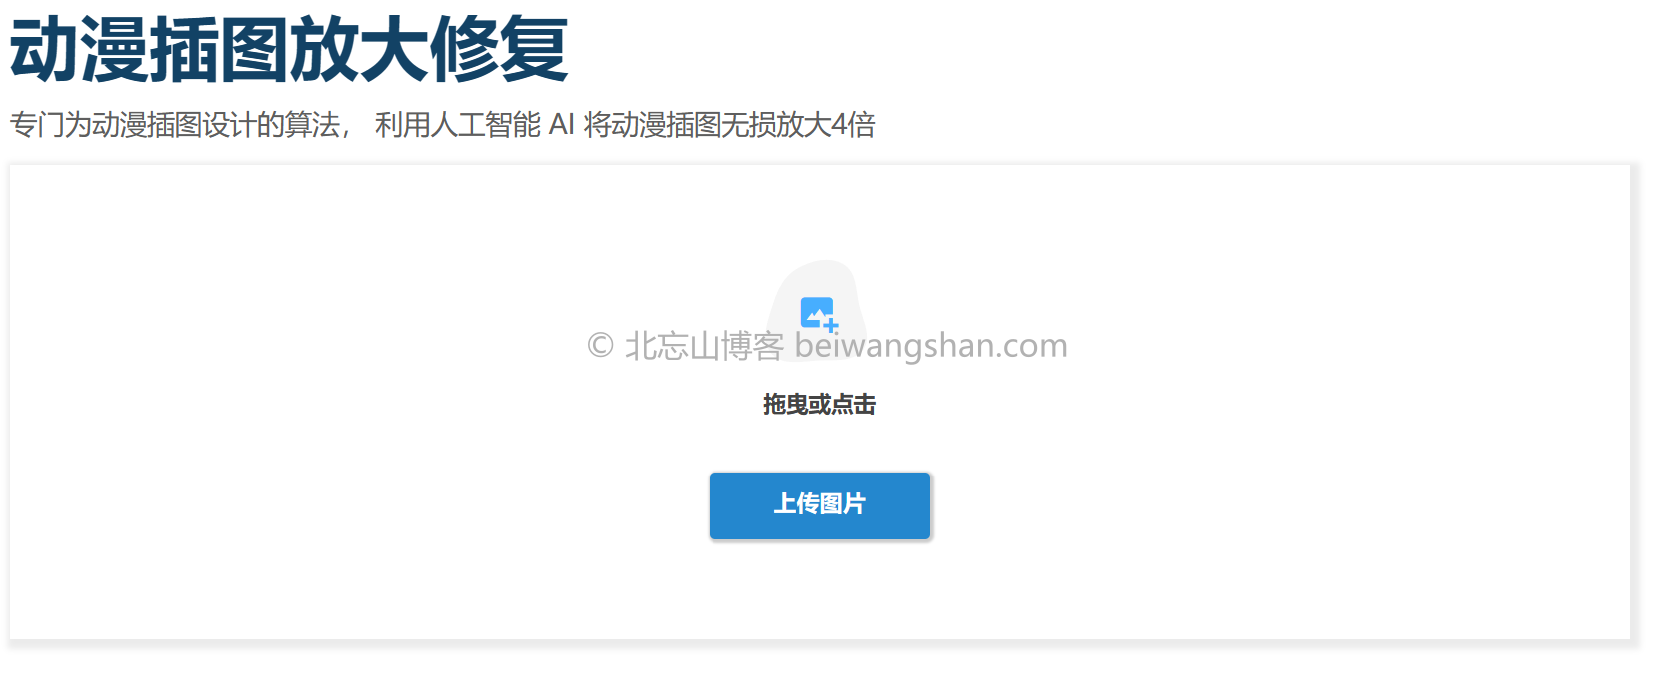 动漫插图放大修复
专门为动漫插图设计的算法， 利用人工智能 AI 将动漫插图无损放大4倍
© 北忘山博客 beiwangshan.com
拖曳或点击
上传图片